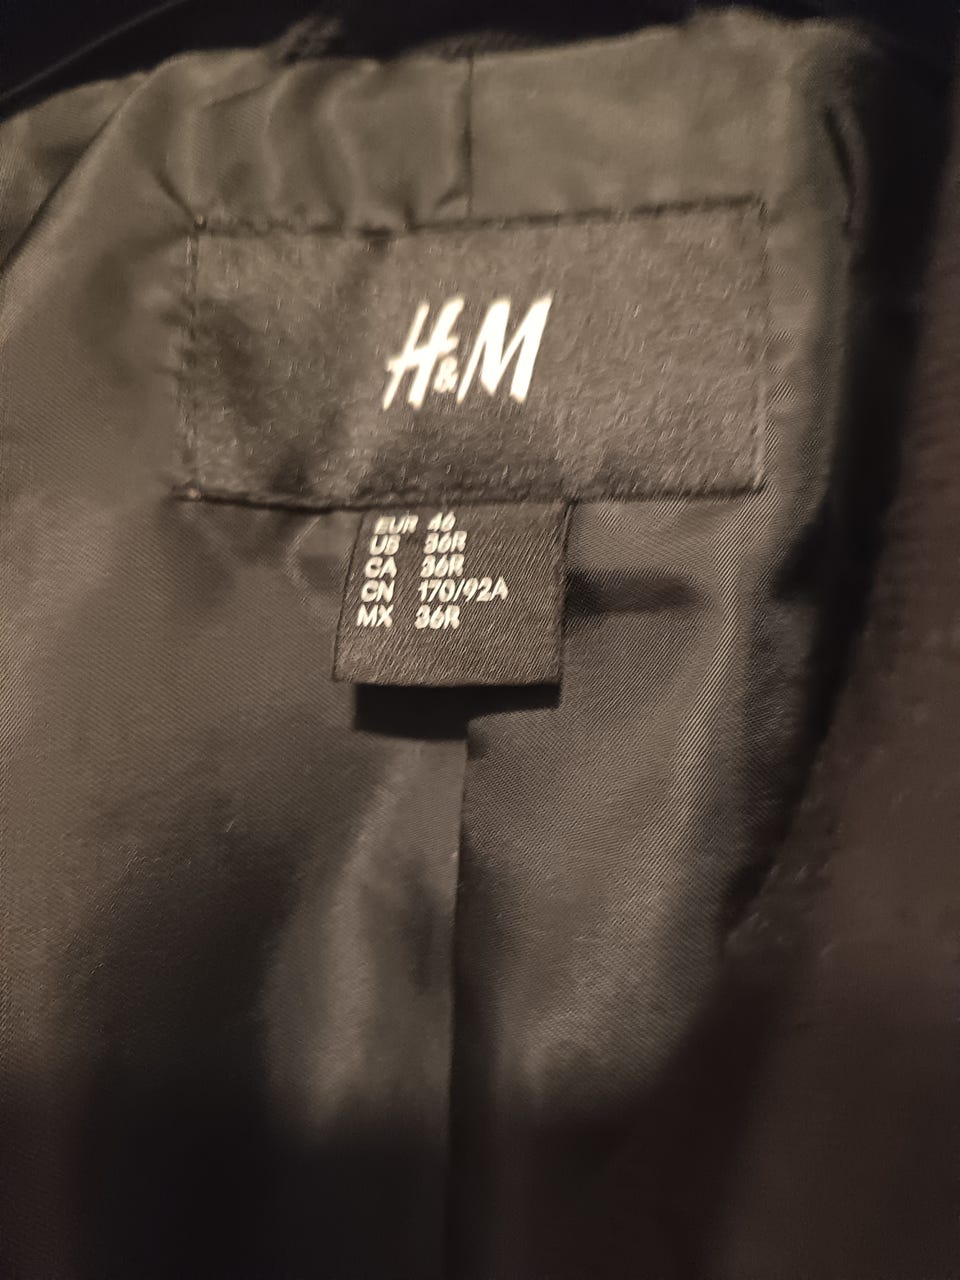 H&M
EUR 46
US 36R
CA 36R
CN 170/92A
MX 36R